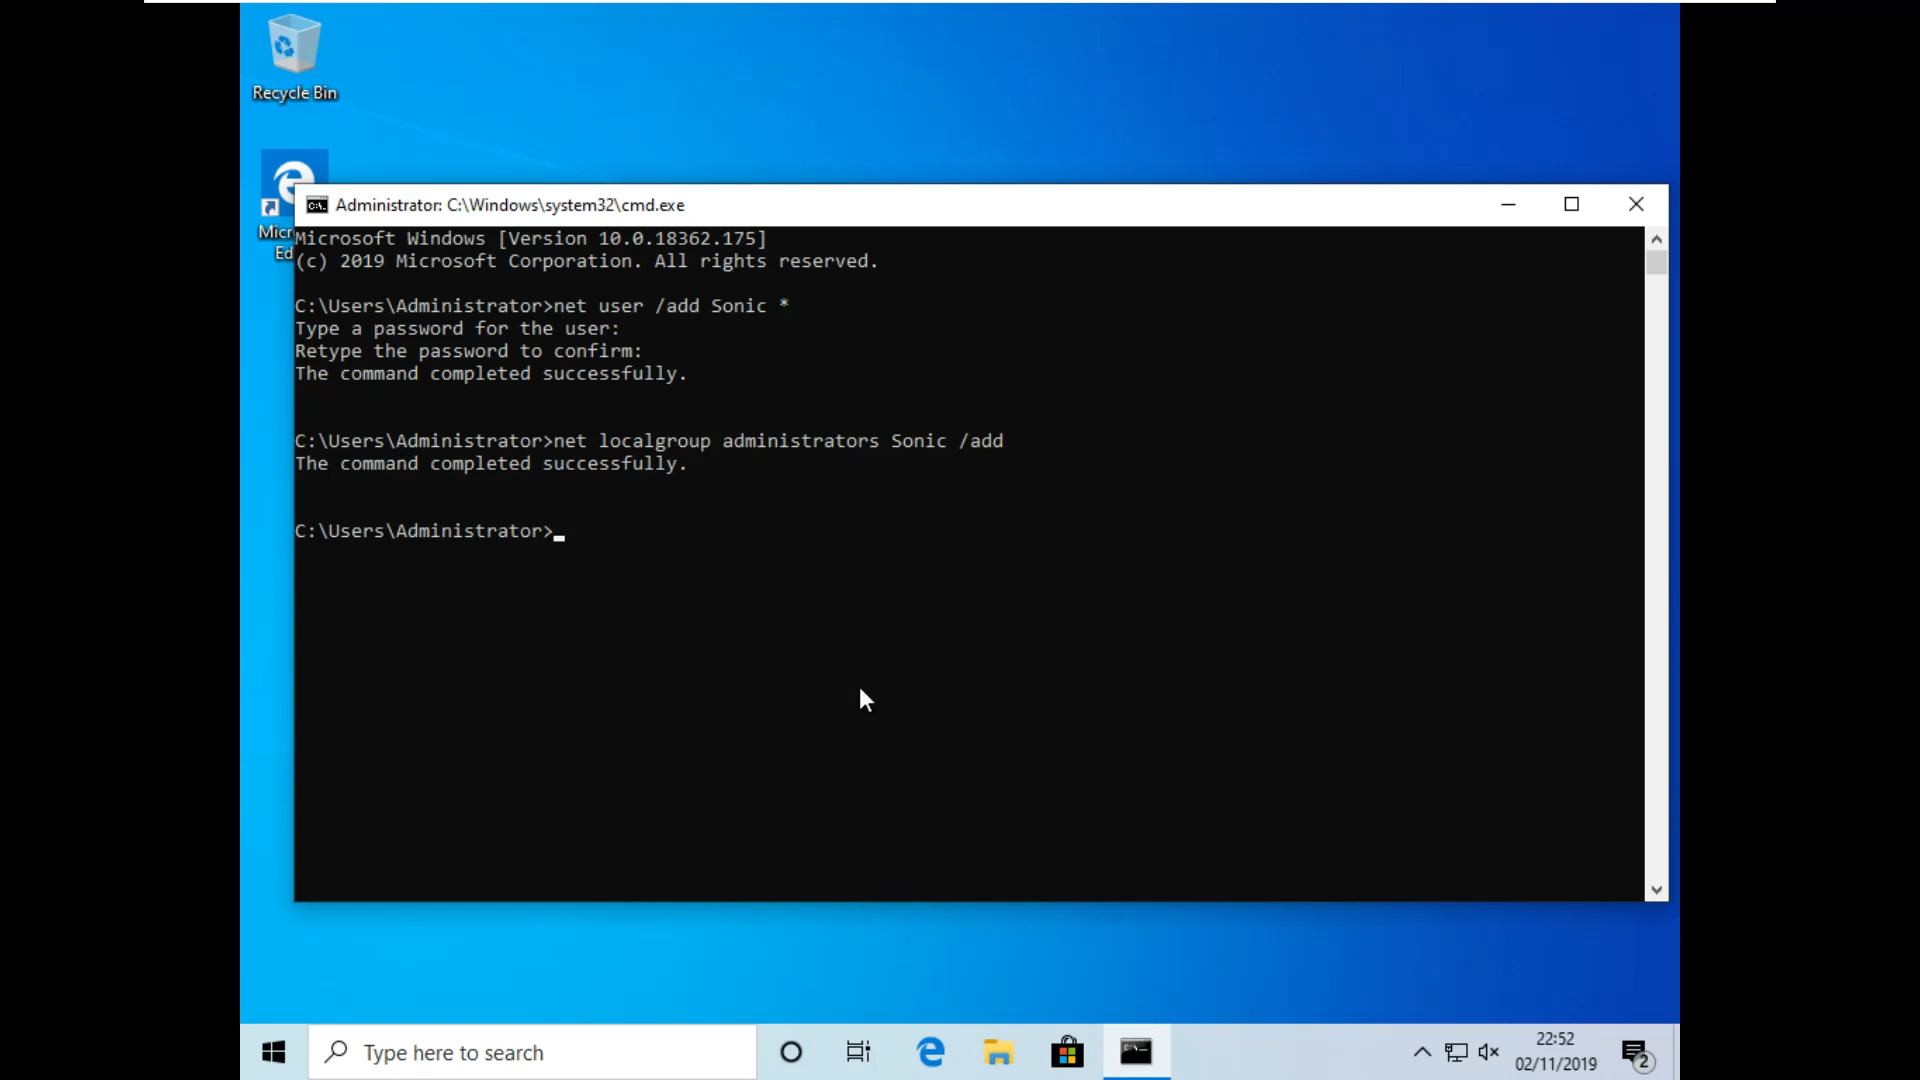 Recycle Bin
Micr
Ed
Administrator: C:\Windows\system32\cmd.exe
Microsoft Windows [Version 10.0.18362.175]
(c) 2019 Microsoft Corporation. All rights reserved.
C:\Users\Administrator>net user /add Sonic *
Type a password for the user:
Retype the password to confirm:
The command completed successfully.
C:\Users\Administrator>net localgroup administrators Sonic /add
The command completed successfully.
C:\Users\Administrator>
Type here to search
22:52
02/11/2019
2